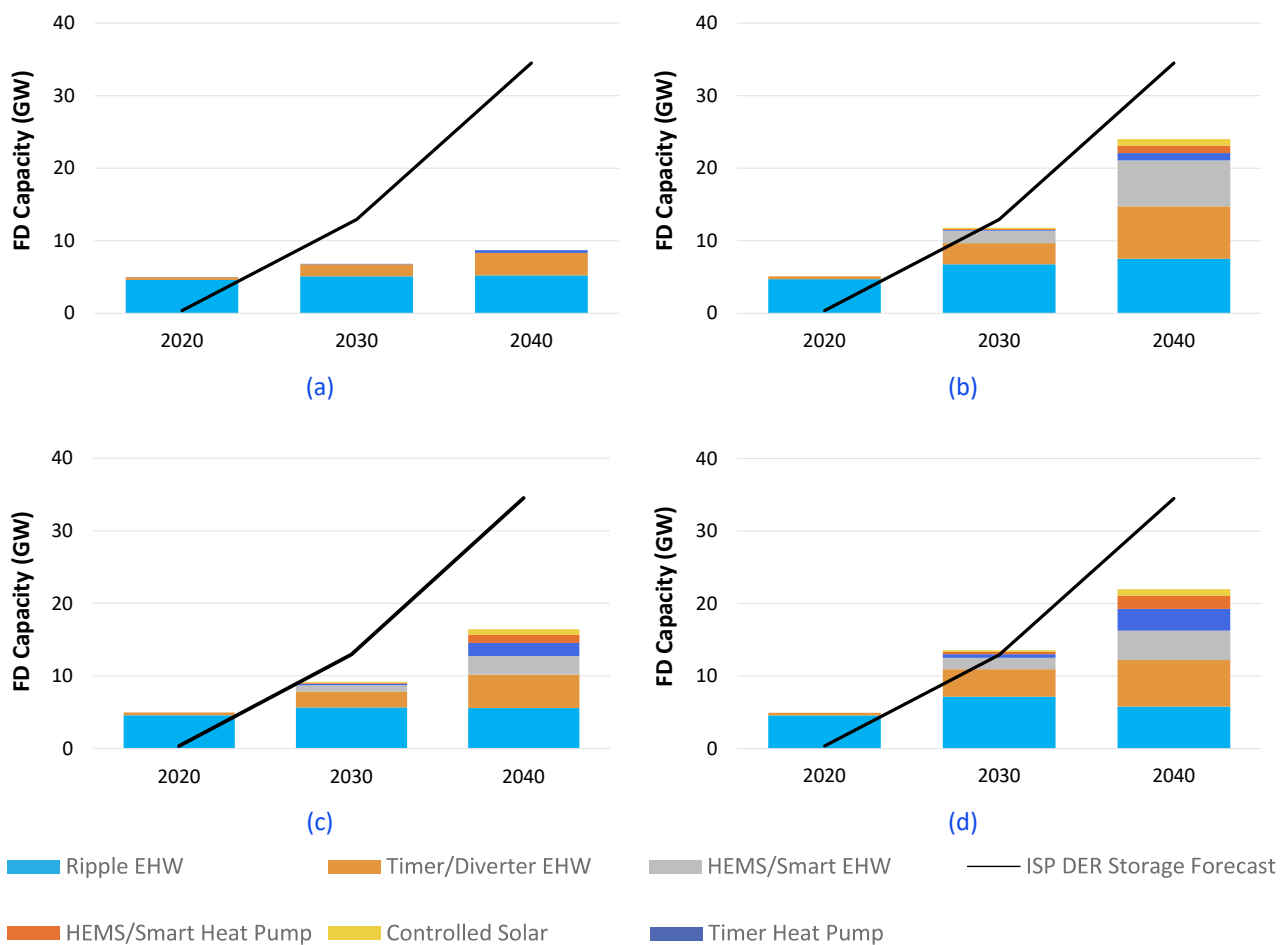 FD Capacity (GW)
40
30
20
10
0
2020 2030 2040
(a)
FD Capacity (GW)
40
30
20
10
0
2020 2030 2040
(b)
FD Capacity (GW)
40
30
20
10
0
2020 2030 2040
(c)
FD Capacity (GW)
40
30
20
10
0
2020 2030 2040
(d)
Ripple EHW Timer/Diverter EHW HEMS/Smart EHW ISP DER Storage Forecast
HEMS/Smart Heat Pump Controlled Solar Timer Heat Pump